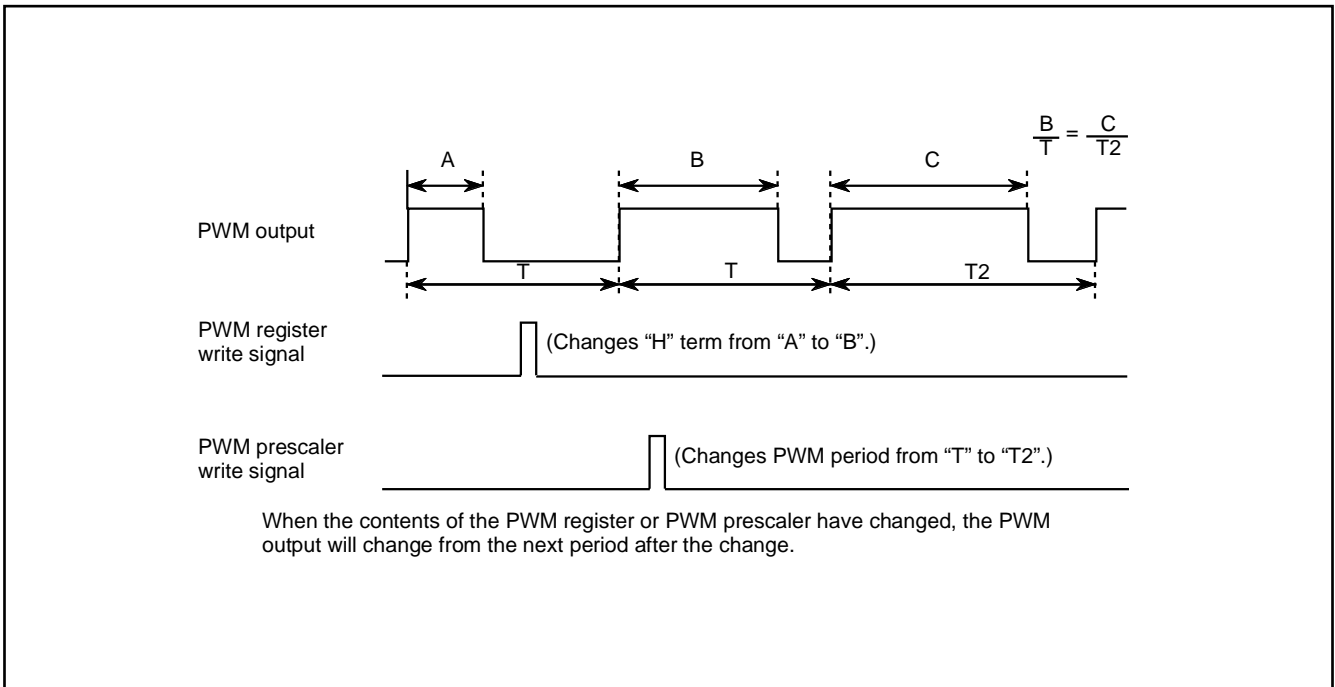 B = C
T T2
A B C
PWM output
T T T2
PWM register
write signal
(Changes “H” term from “A” to “B”.)
PWM prescaler
write signal
(Changes PWM period from “T” to “T2”.)
When the contents of the PWM register or PWM prescaler have changed, the PWM
output will change from the next period after the change.